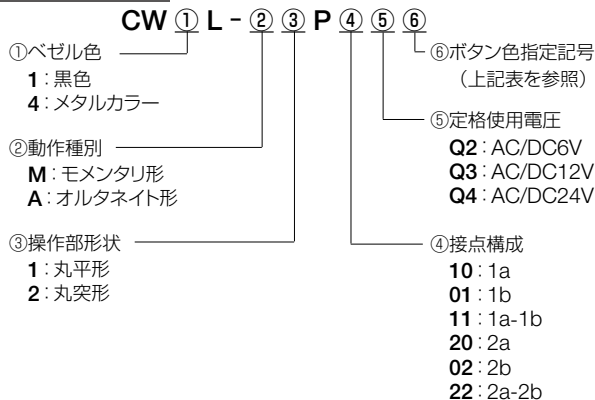 CW ① L - ② ③ P ④ ⑤ ⑥
①ベゼル色
1：黒色
4：メタルカラー
②動作種別
M：モメンタリ形
A：オルタネイト形
③操作部形状
1：丸平形
2：丸突形
⑥ボタン色指定記号
（上記表を参照）
⑤定格使用電圧
Q2：AC/DC6V
Q3：AC/DC12V
Q4：AC/DC24V
④接点構成
10：1a
01：1b
11：1a-1b
20：2a
02：2b
22：2a-2b